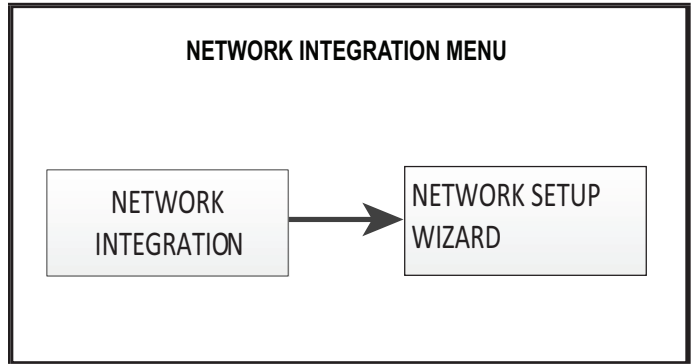 NETWORK INTEGRATION MENU
NETWORK
INTEGRATION
NETWORK SETUP
WIZARD